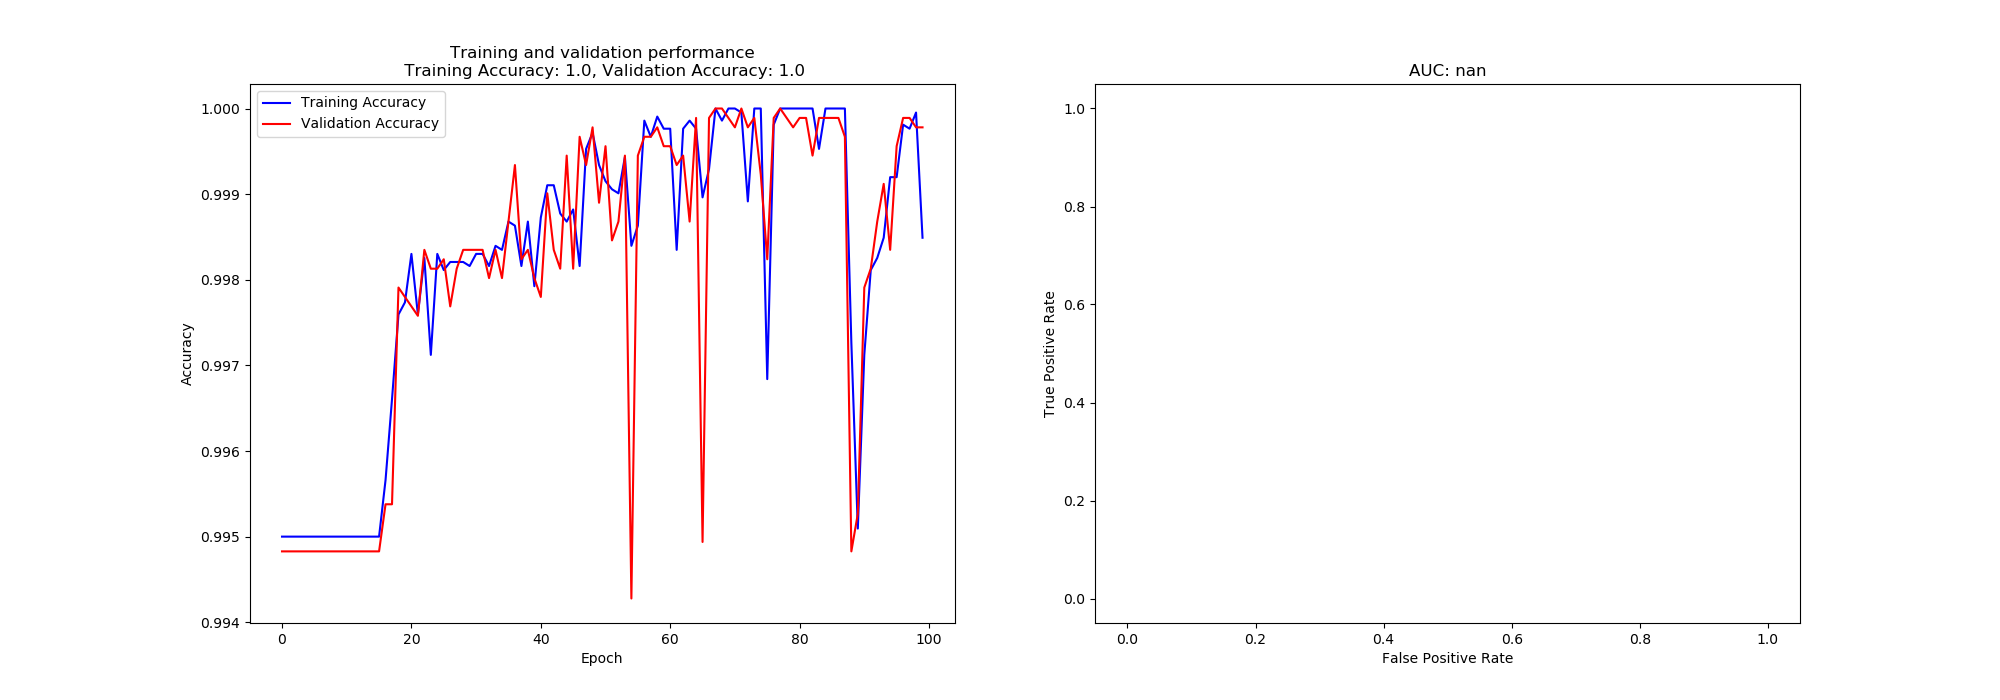 Training and validation performance
Training Accuracy: 1.0, Validation Accuracy: 1.0
Training Accuracy
Validation Accuracy
1.000
0.999
0.998
0.997
0.996
0.995
0.994
Accuracy
0
20
40
60
80
100
Epoch
AUC: nan
1.0
0.8
0.6
0.4
0.2
0.0
True Positive Rate
0.0
0.2
0.4
0.6
0.8
1.0
False Positive Rate